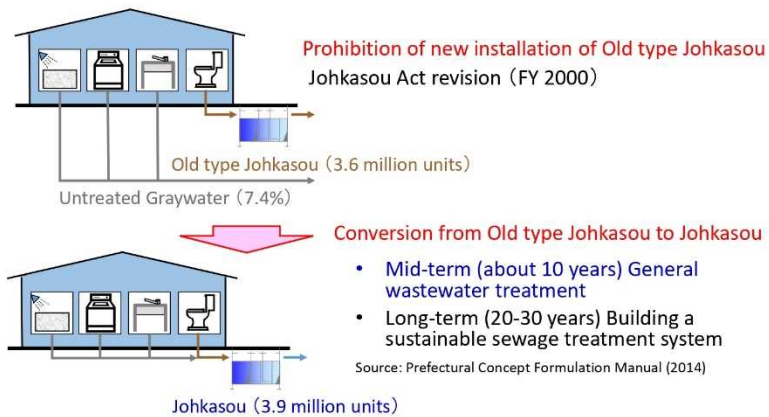 Prohibition of new installation of Old type Johkasou
Johkasou Act revision (FY 2000)
Old type Johkasou (3.6 million units)
Untreated Graywater (7.4%)
Conversion from Old type Johkasou to Johkasou
• Mid-term (about 10 years) General
wastewater treatment
• Long-term (20-30 years) Building a
sustainable sewage treatment system
Source: Prefectural Concept Formulation Manual (2014)
Johkasou (3.9 million units)